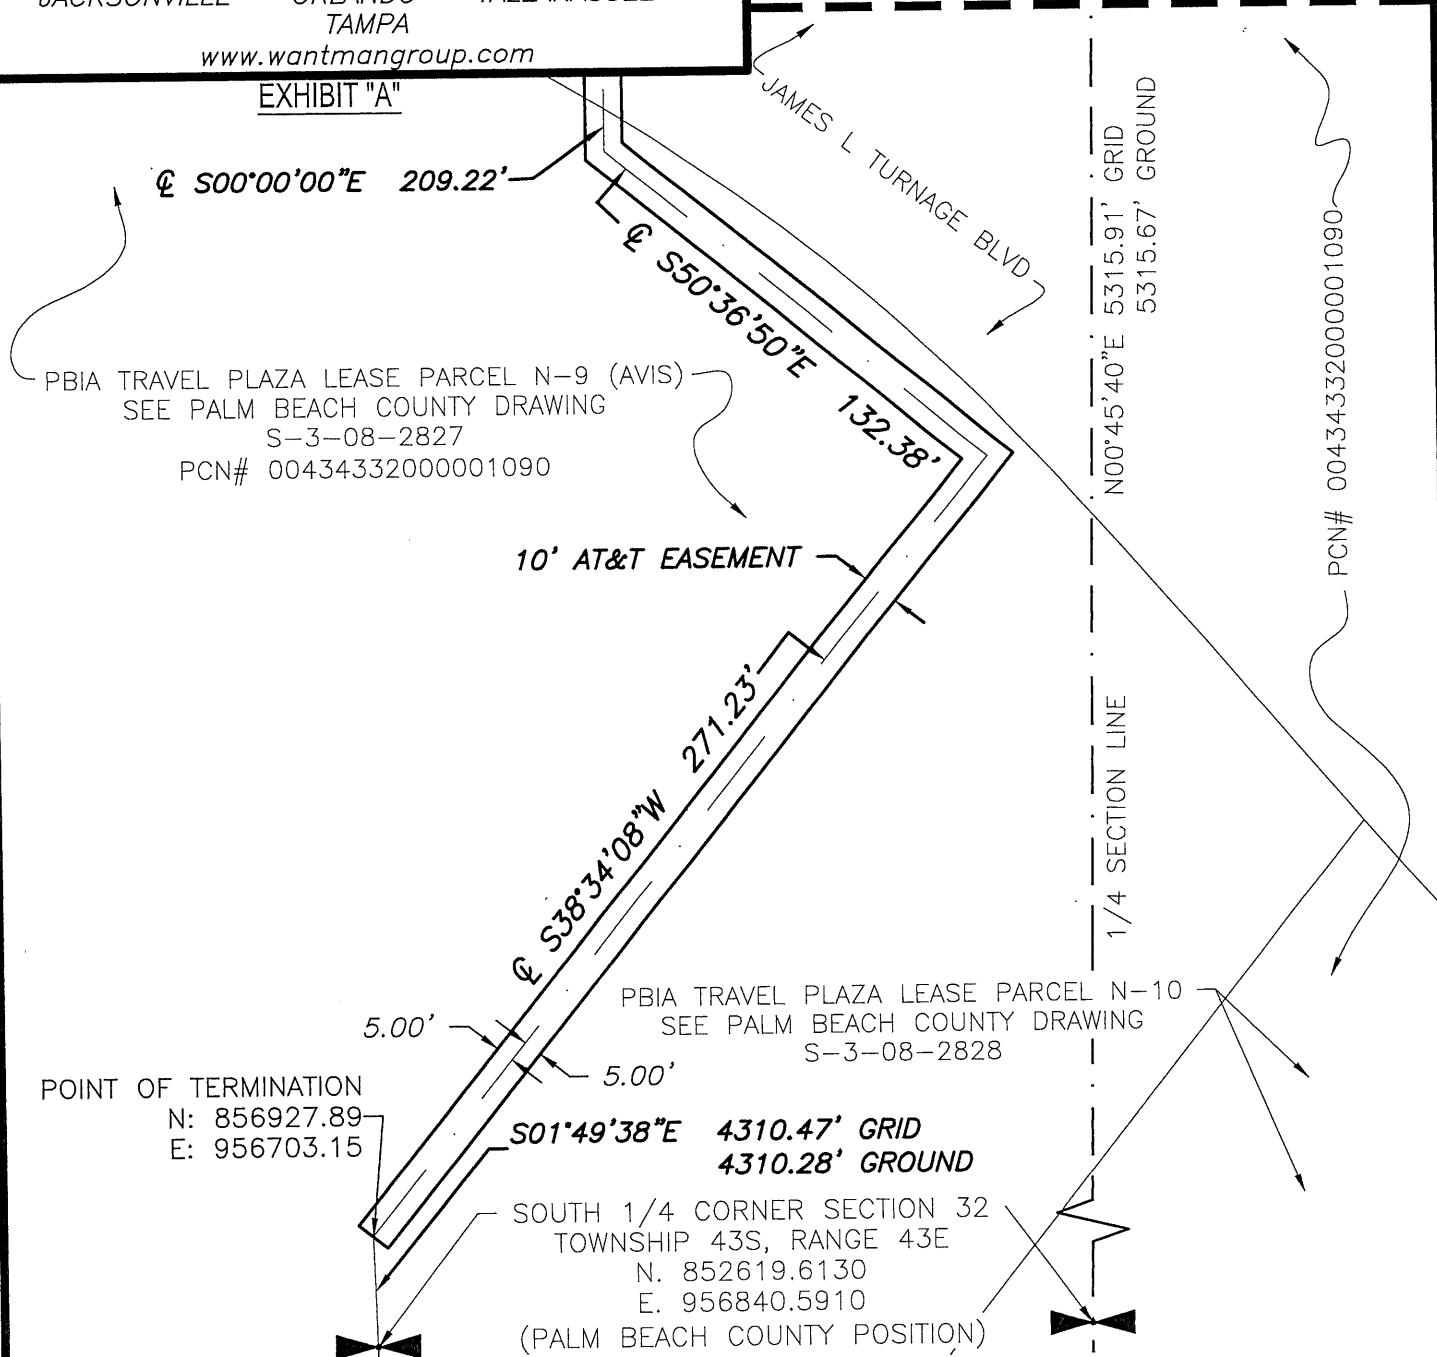 JACKSONVILLE ORLANDO TALLAHASSEE
TAMPA
www.wantmangroup.com
EXHIBIT "A"
℄ S00°00'00"E 209.22'
JAMES L TURNAGE BLVD
N00°45'40"E 5315.91' GRID
5315.67' GROUND
PCN# 00434332000001090
℄ S50°36'50"E 132.38'
PBIA TRAVEL PLAZA LEASE PARCEL N-9 (AVIS)
SEE PALM BEACH COUNTY DRAWING
S-3-08-2827
PCN# 00434332000001090
10' AT&T EASEMENT
℄ S38°34'08"W 271.23'
1/4 SECTION LINE
PBIA TRAVEL PLAZA LEASE PARCEL N-10
SEE PALM BEACH COUNTY DRAWING
S-3-08-2828
5.00'
5.00'
POINT OF TERMINATION
N: 856927.89
E: 956703.15
S01°49'38"E 4310.47' GRID
4310.28' GROUND
SOUTH 1/4 CORNER SECTION 32
TOWNSHIP 43S, RANGE 43E
N. 852619.6130
E. 956840.5910
(PALM BEACH COUNTY POSITION)